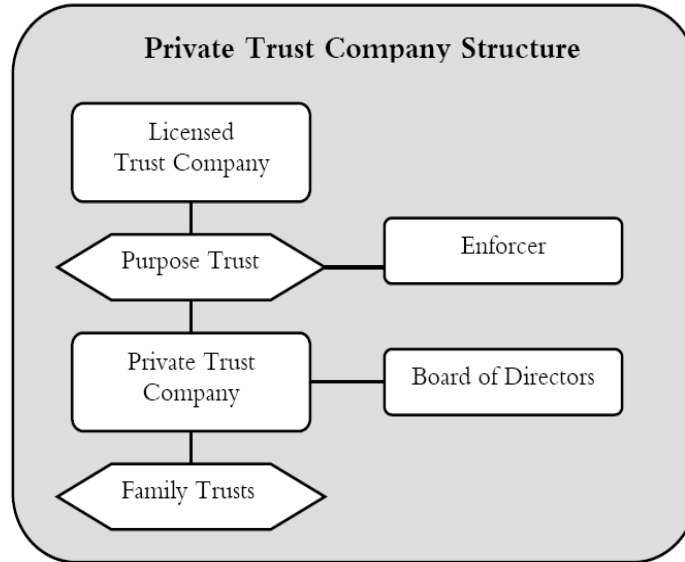 Private Trust Company Structure
Licensed
Trust Company
Purpose Trust
Enforcer
Private Trust
Company
Board of Directors
Family Trusts